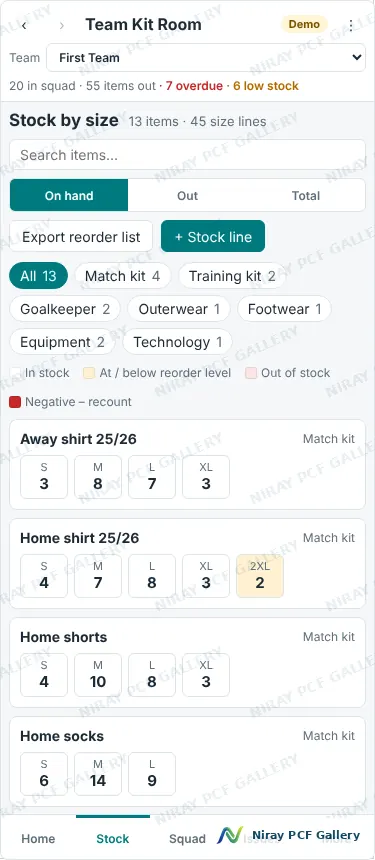 ‹ › Team Kit Room Demo ⋮
Team First Team
20 in squad · 55 items out · 7 overdue · 6 low stock
Stock by size 13 items · 45 size lines
Search items...
On hand Out Total
Export reorder list + Stock line
All 13 Match kit 4 Training kit 2
Goalkeeper 2 Outerwear 1 Footwear 1
Equipment 2 Technology 1
In stock At / below reorder level Out of stock
Negative – recount
Away shirt 25/26 Match kit
S M L XL
3 8 7 3
Home shirt 25/26 Match kit
S M L XL 2XL
4 7 8 3 2
Home shorts Match kit
S M L XL
4 10 8 3
Home socks Match kit
S M L
6 14 9
Home Stock Squad Niray PCF Gallery
NIRAY PCF GALLERY